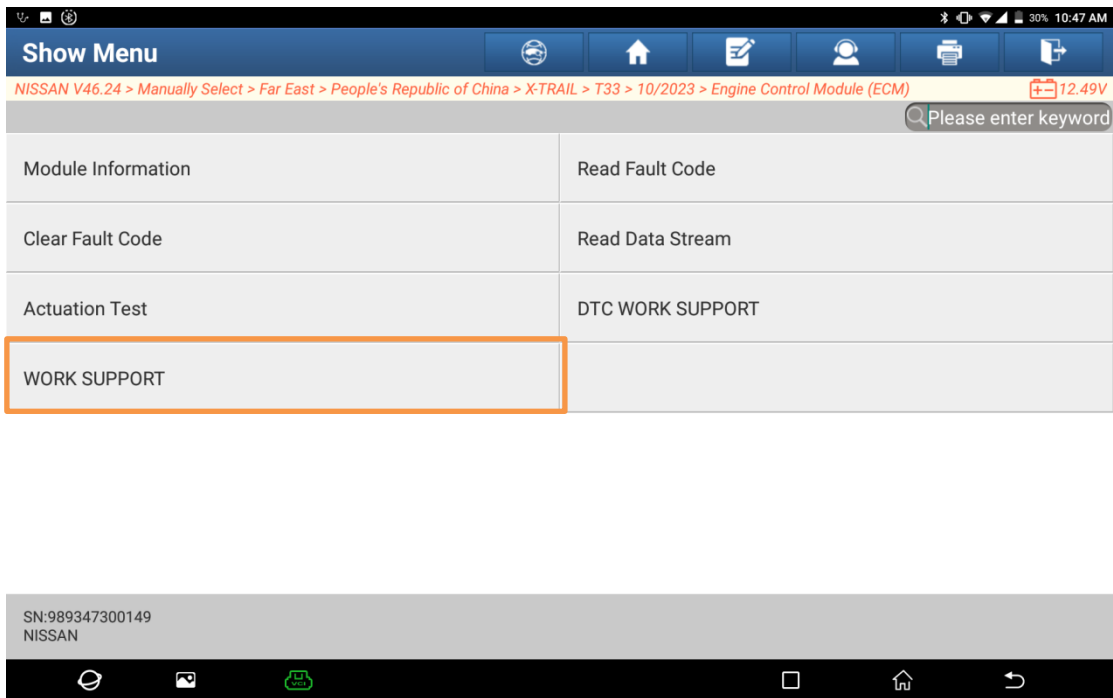 30% 10:47 AM
Show Menu
NISSAN V46.24 > Manually Select > Far East > People's Republic of China > X-TRAIL > T33 > 10/2023 > Engine Control Module (ECM)
12.49V
Please enter keyword
Module Information
Read Fault Code
Clear Fault Code
Read Data Stream
Actuation Test
DTC WORK SUPPORT
WORK SUPPORT
SN:989347300149
NISSAN
VCI